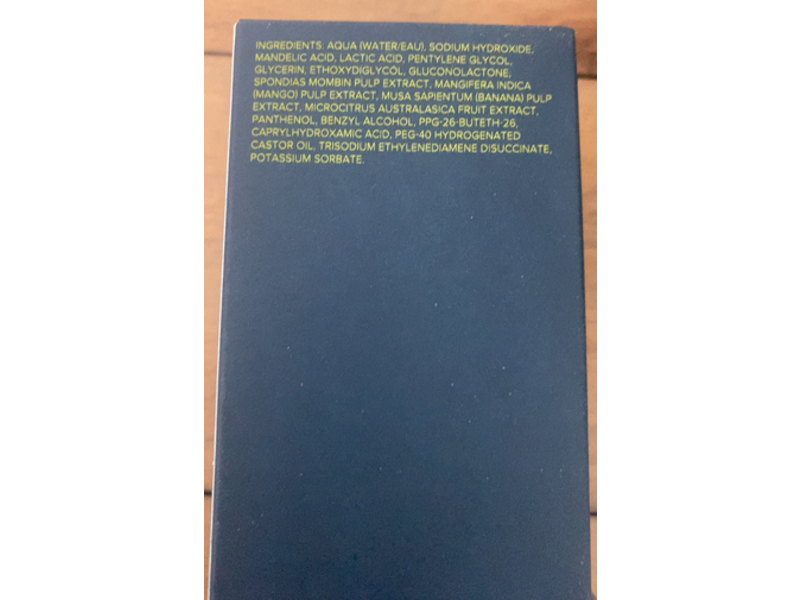 INGREDIENTS: AQUA (WATER/EAU), SODIUM HYDROXIDE,
MANDELIC ACID, LACTIC ACID, PENTYLENE GLYCOL,
GLYCERIN, ETHOXYDIGLYCOL, GLUCONOLACTONE,
SPONDIAS MOMBIN PULP EXTRACT, MANGIFERA INDICA
(MANGO) PULP EXTRACT, MUSA SAPIENTUM (BANANA) PULP
EXTRACT, MICROCITRUS AUSTRALASICA FRUIT EXTRACT,
PANTHENOL, BENZYL ALCOHOL, PPG-26-BUTETH-26,
CAPRYLHYDROXAMIC ACID, PEG-40 HYDROGENATED
CASTOR OIL, TRISODIUM ETHYLENEDIAMENE DISUCCINATE,
POTASSIUM SORBATE.